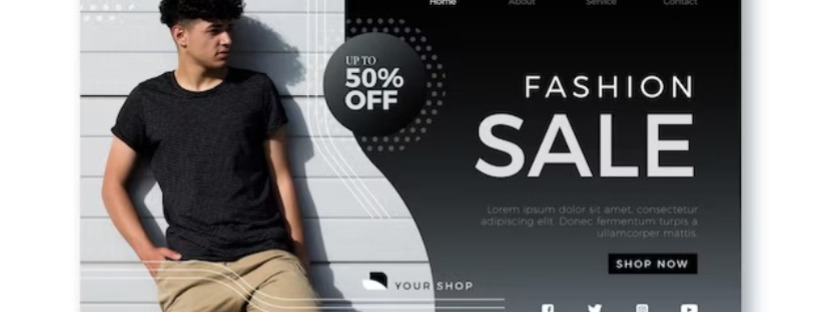 Home About Service Contact
UP TO
50%
OFF
FASHION
SALE
Lorem ipsum dolor sit amet, consectetur
adipiscing elit. Donec fermentum turpis a
ullamcorper mattis.
SHOP NOW
YOUR SHOP